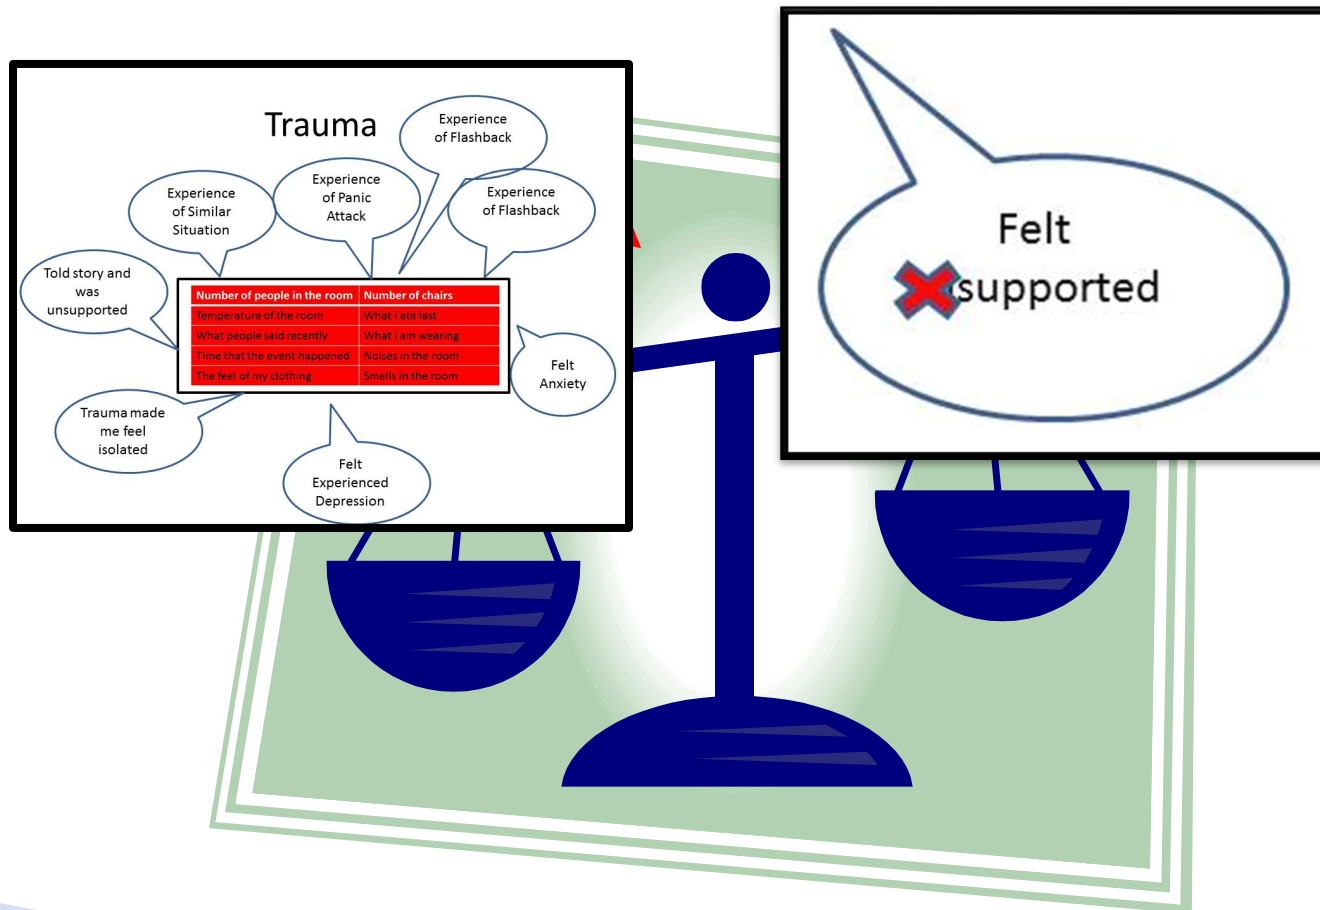 Trauma
Experience
of Flashback
Experience
of Panic
Attack
Experience
of Similar
Situation
Experience
of Flashback
Told story and
was
unsupported
Number of people in the room Number of chairs
Temperature of the room What I ate last
What people said recently What I am wearing
Time that the event happened Noises in the room
The feel of my clothing Smells in the room
Felt
Anxiety
Trauma made
me feel
isolated
Felt
Experienced
Depression
Felt
supported